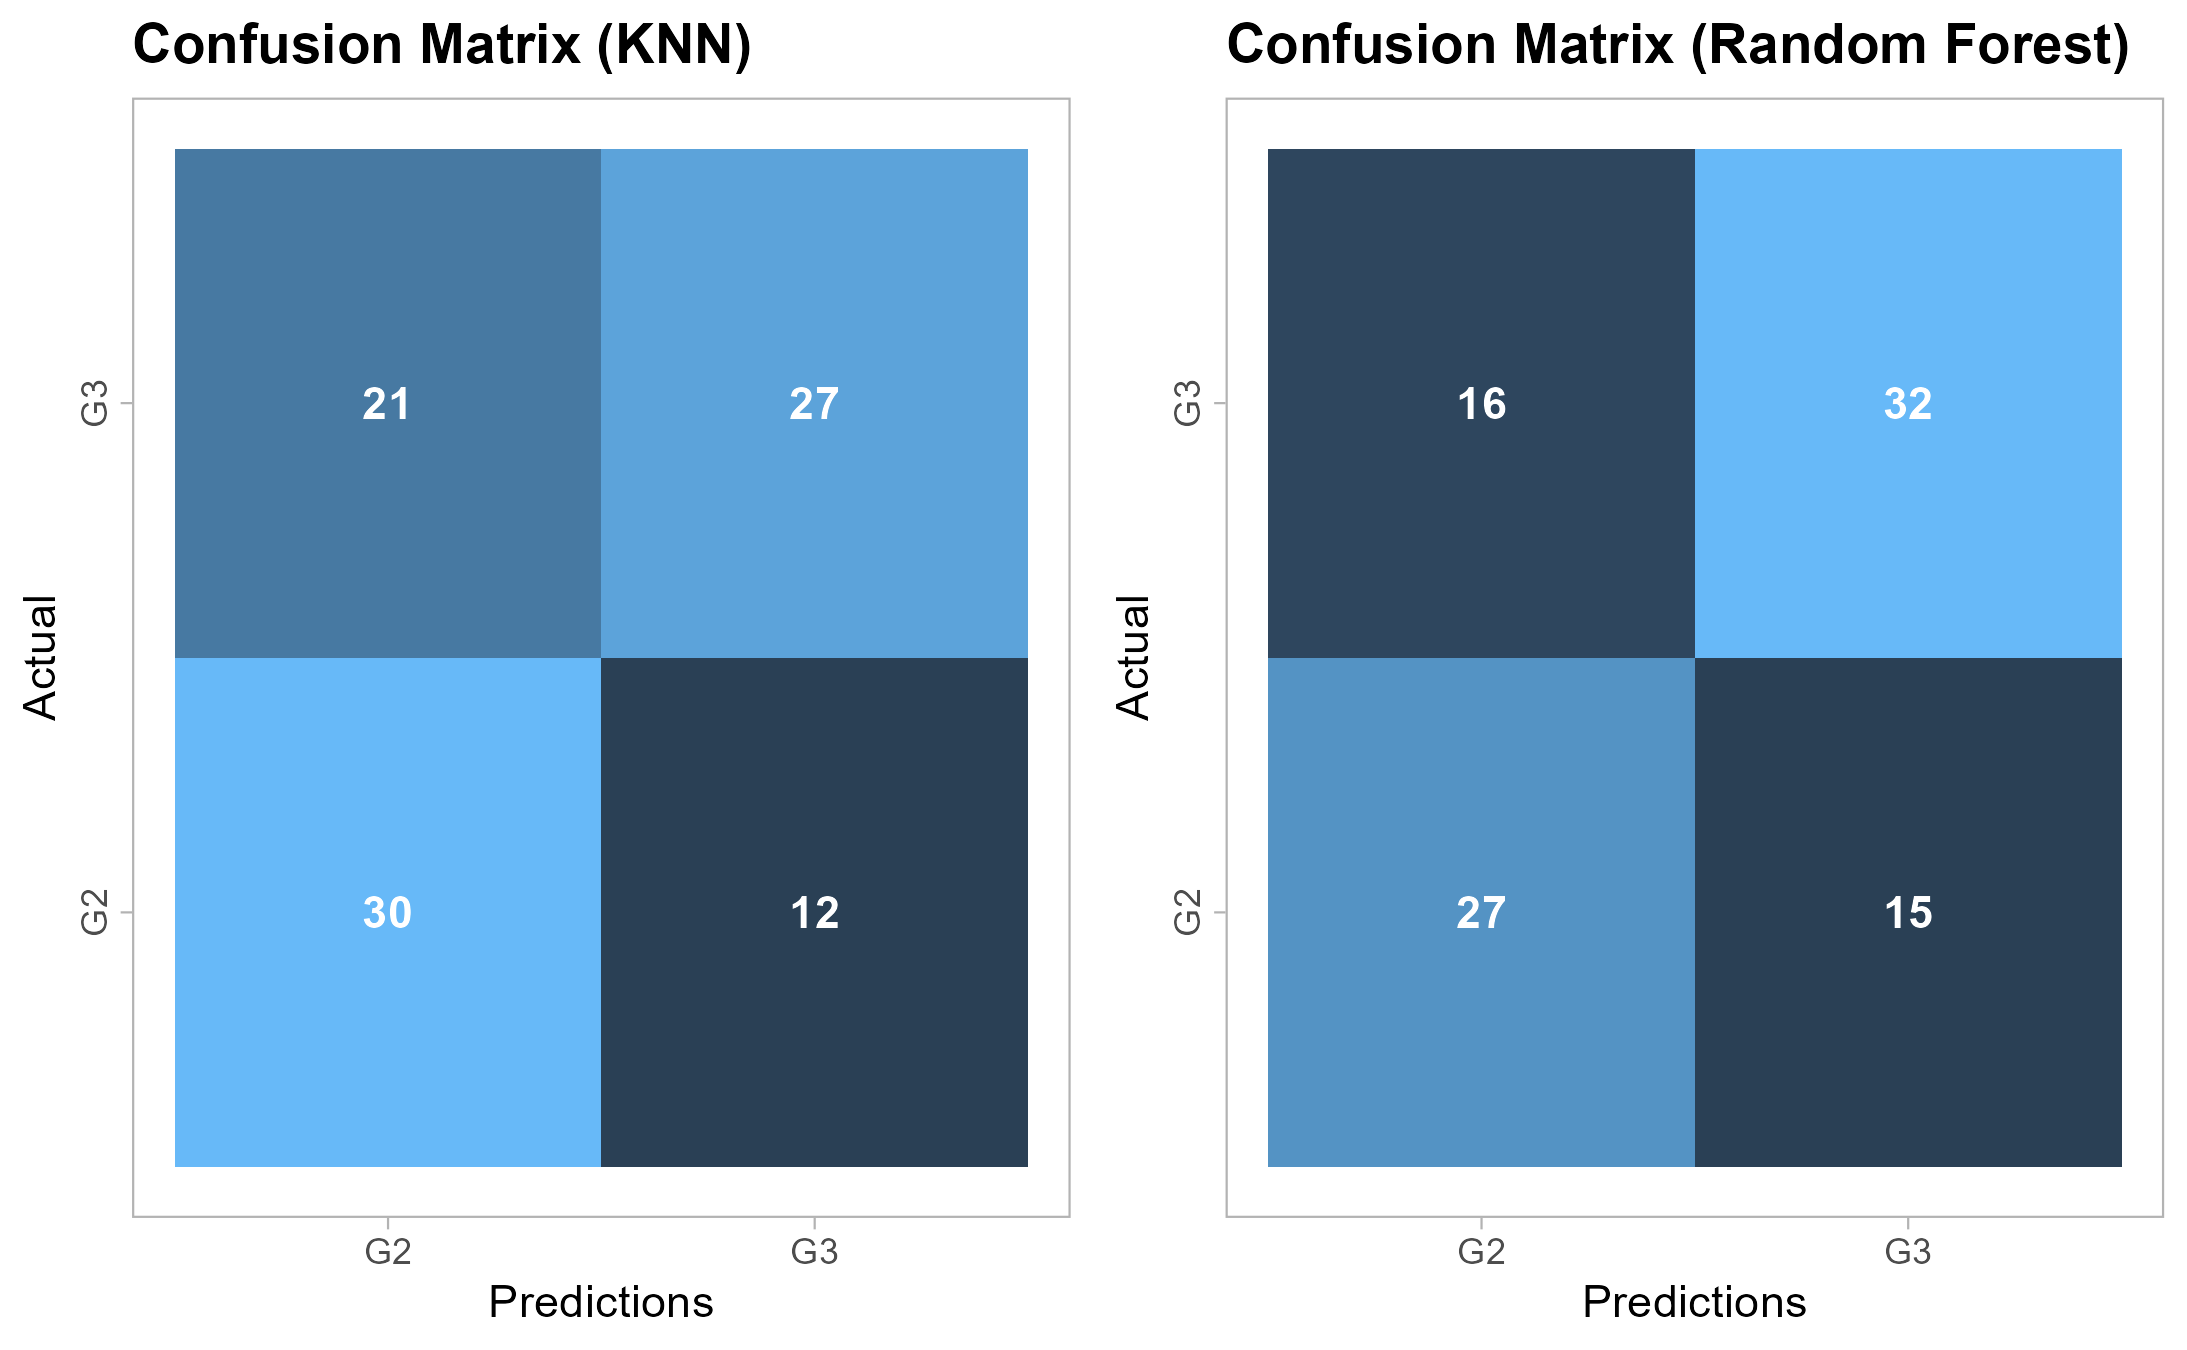 Confusion Matrix (KNN)
G3
21
27
Actual
G2
30
12
G2
G3
Predictions
Confusion Matrix (Random Forest)
G3
16
32
Actual
G2
27
15
G2
G3
Predictions